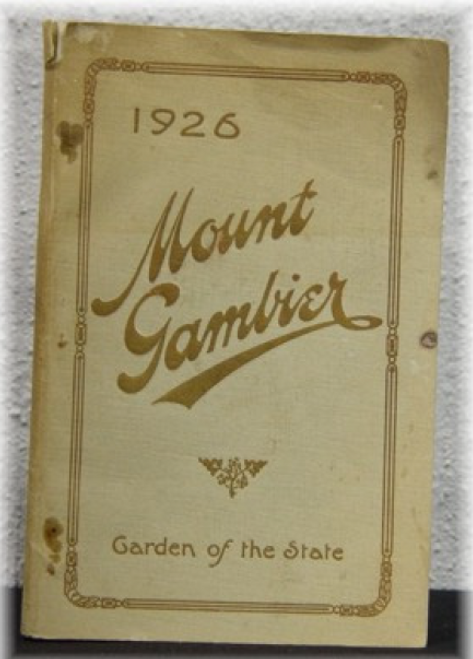 1926
Mount
Gambier
Garden of the State